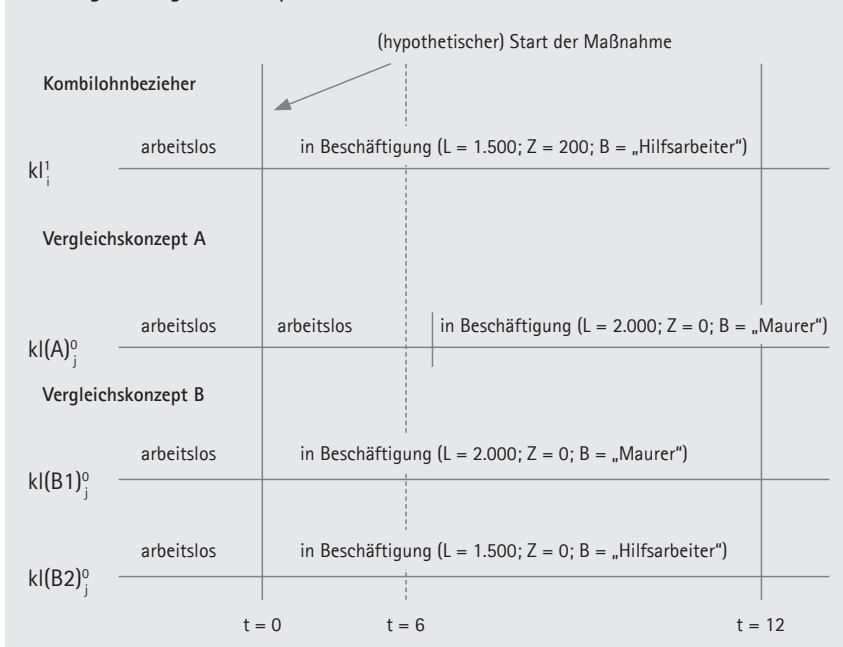 (hypothetischer) Start der Maßnahme
Kombilohnbezieher
arbeitslos in Beschäftigung (L = 1.500; Z = 200; B = „Hilfsarbeiter“)
kl¹ᵢ
Vergleichskonzept A
arbeitslos arbeitslos in Beschäftigung (L = 2.000; Z = 0; B = „Maurer“)
kl(A)⁰ⱼ
Vergleichskonzept B
arbeitslos in Beschäftigung (L = 2.000; Z = 0; B = „Maurer“)
kl(B1)⁰ⱼ
arbeitslos in Beschäftigung (L = 1.500; Z = 0; B = „Hilfsarbeiter“)
kl(B2)⁰ⱼ
t = 0 t = 6 t = 12